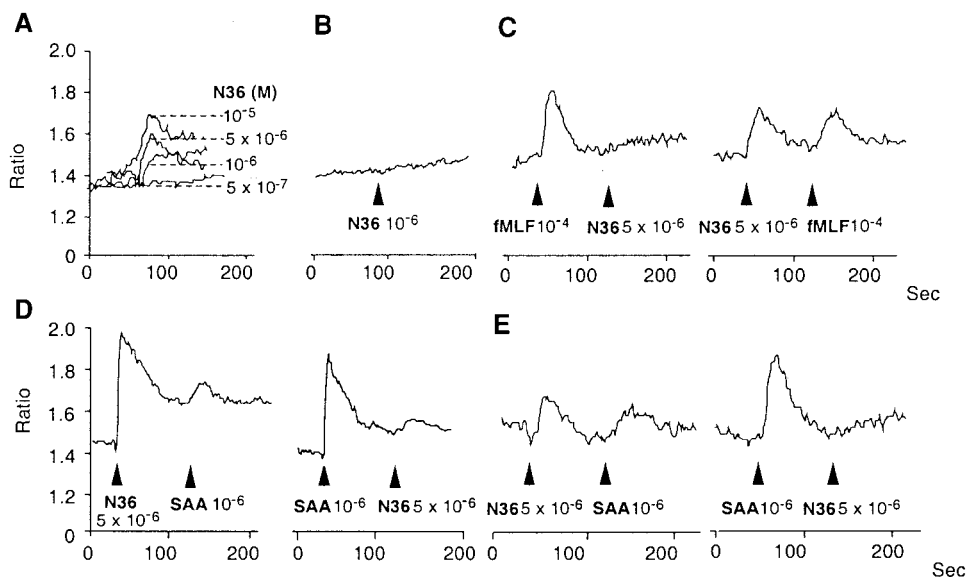 A
B
C
2.0
1.8
1.6
1.4
1.2
0
Ratio
N36 (M)
10⁻⁵
5 x 10⁻⁶
10⁻⁶
5 x 10⁻⁷
0 100 200
N36 10⁻⁶
0 100 200
fMLF10⁻⁴ N36 5 x 10⁻⁶
0 100 200
N36 5 x 10⁻⁶ fMLF10⁻⁴
0 100 200
Sec
D
E
2.0
1.8
1.6
1.4
1.2
0
Ratio
N36
5 x 10⁻⁶
SAA 10⁻⁶
0 100 200
SAA 10⁻⁶ N36 5 x 10⁻⁶
0 100 200
N36 5 x 10⁻⁶ SAA10⁻⁶
0 100 200
SAA10⁻⁶ N36 5 x 10⁻⁶
0 100 200
Sec